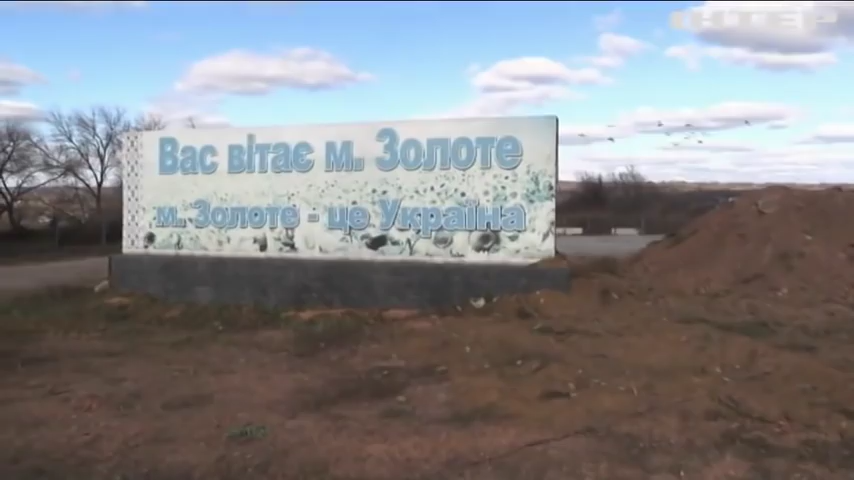 ІНТЕР
Вас вітає м. Золоте
м. Золоте - це Україна